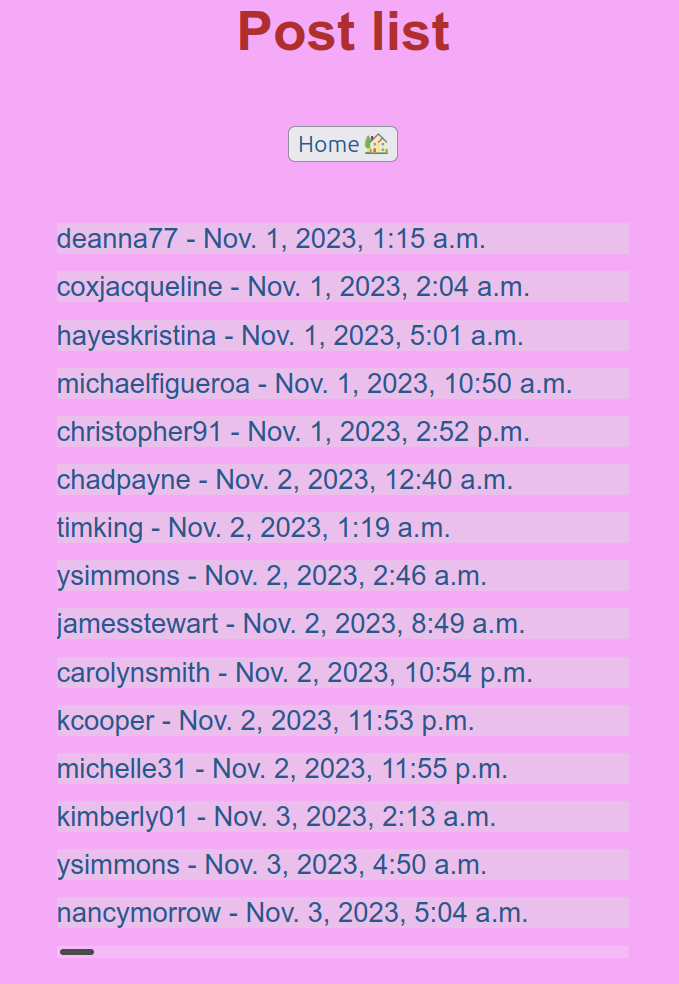 Post list
Home
deanna77 - Nov. 1, 2023, 1:15 a.m.
coxjacqueline - Nov. 1, 2023, 2:04 a.m.
hayeskristina - Nov. 1, 2023, 5:01 a.m.
michaelfigueroa - Nov. 1, 2023, 10:50 a.m.
christopher91 - Nov. 1, 2023, 2:52 p.m.
chadpayne - Nov. 2, 2023, 12:40 a.m.
timking - Nov. 2, 2023, 1:19 a.m.
ysimmons - Nov. 2, 2023, 2:46 a.m.
jamesstewart - Nov. 2, 2023, 8:49 a.m.
carolynsmith - Nov. 2, 2023, 10:54 p.m.
kcooper - Nov. 2, 2023, 11:53 p.m.
michelle31 - Nov. 2, 2023, 11:55 p.m.
kimberly01 - Nov. 3, 2023, 2:13 a.m.
ysimmons - Nov. 3, 2023, 4:50 a.m.
nancymorrow - Nov. 3, 2023, 5:04 a.m.